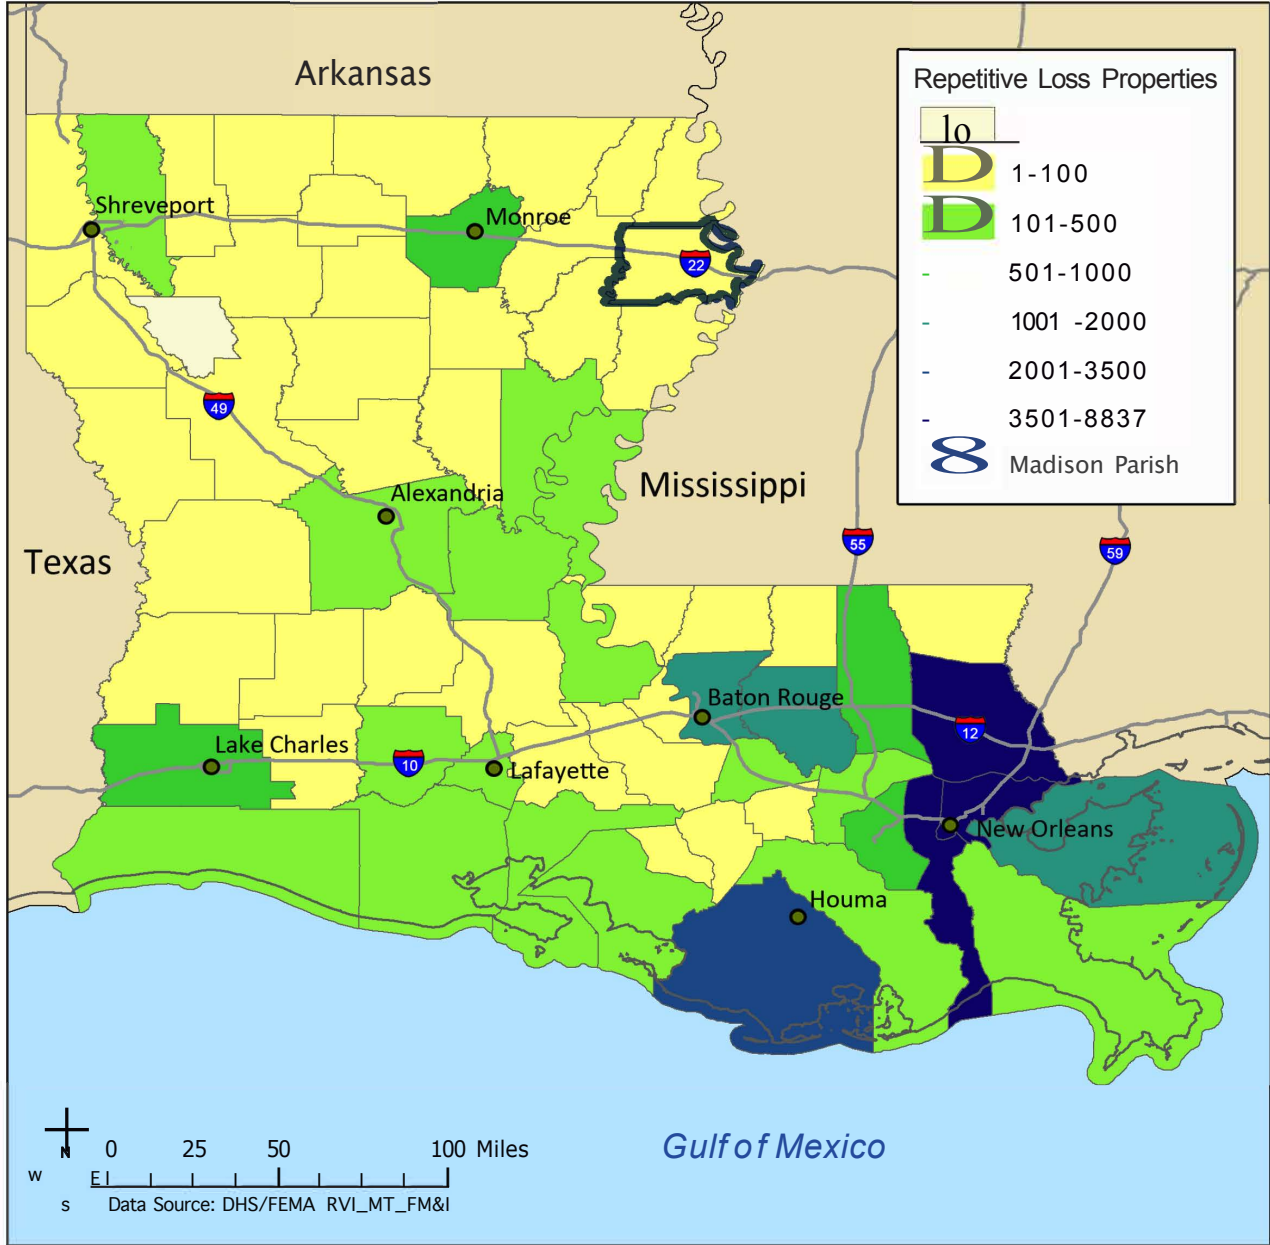 Arkansas
Repetitive Loss Properties
lo
D 1-100
D 101-500
- 501-1000
- 1001 -2000
- 2001-3500
- 3501-8837
8 Madison Parish
Shreveport
Monroe
22
49
Mississippi
Alexandria
55
59
Texas
Baton Rouge
12
Lake Charles
10
Lafayette
New Orleans
Houma
N
W
E
S
0 25 50 100 Miles
Gulf of Mexico
Data Source: DHS/FEMA RVI_MT_FM&I